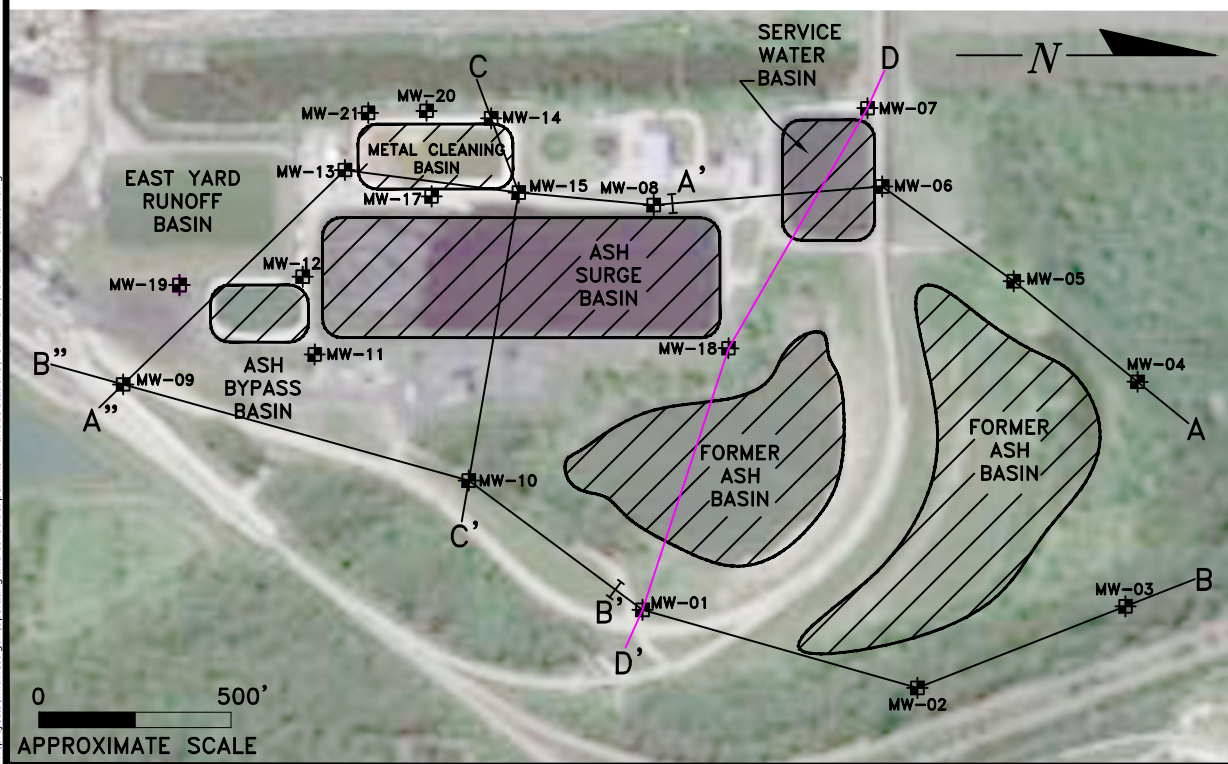 SERVICE
WATER
BASIN
D
N
C
MW-20
MW-21
MW-14
MW-07
METAL CLEANING
BASIN
MW-13
EAST YARD
RUNOFF
BASIN
MW-15
MW-08
A'
MW-06
MW-17
ASH
SURGE
BASIN
MW-12
MW-19
MW-05
MW-18
MW-11
B"
MW-09
A"
ASH
BYPASS
BASIN
MW-04
A
FORMER
ASH
BASIN
FORMER
ASH
BASIN
MW-10
C'
B'
MW-01
D'
MW-03
B
MW-02
0 500'
APPROXIMATE SCALE